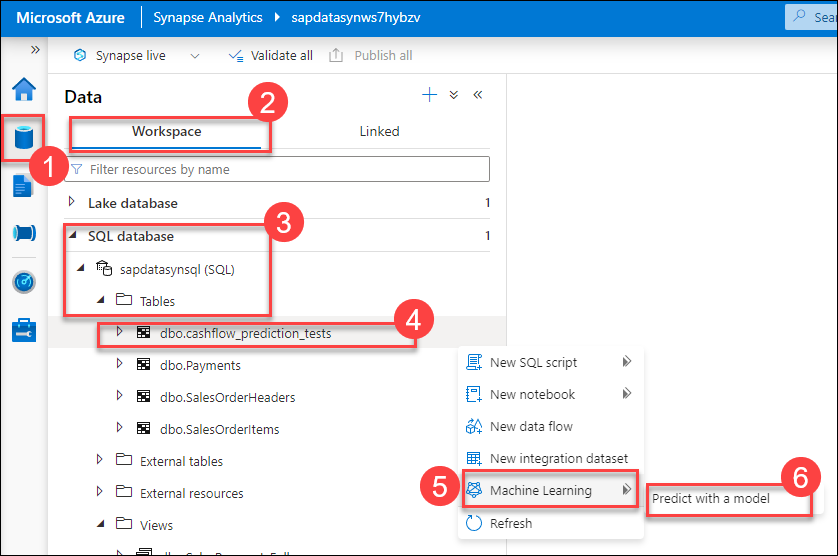 Microsoft Azure
Synapse Analytics
sapdatasynws7hybzv
Sear
Synapse live
Validate all
Publish all
Data
2
Workspace
Linked
1
Filter resources by name
Lake database
1
3
SQL database
1
sapdatasynsql (SQL)
Tables
4
dbo.cashflow_prediction_tests
dbo.Payments
New SQL script
dbo.SalesOrderHeaders
New notebook
dbo.SalesOrderItems
New data flow
External tables
New integration dataset
5
6
External resources
Machine Learning
Predict with a model
Views
Refresh